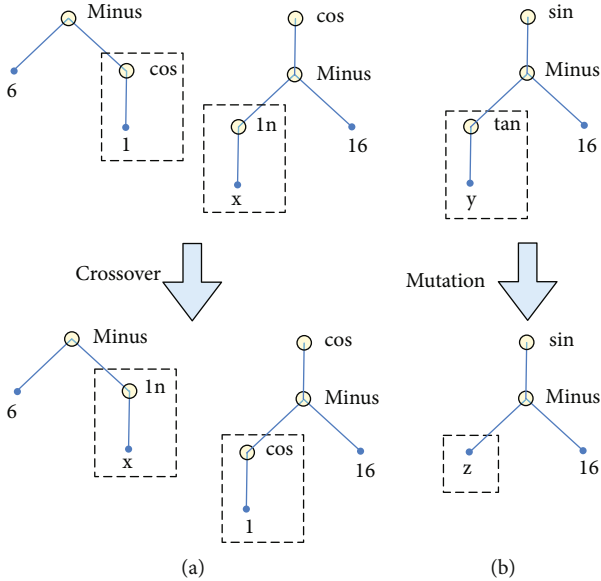 Minus
cos
sin
6
cos
Minus
Minus
1
1n
16
tan
16
x
y
Crossover
Mutation
Minus
cos
sin
6
1n
Minus
Minus
x
cos
16
z
16
1
(a)
(b)